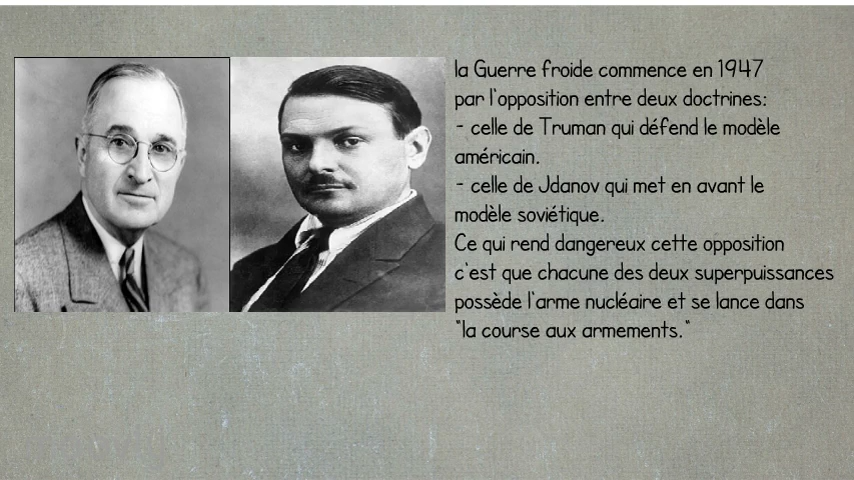 la Guerre froide commence en 1947
par l'opposition entre deux doctrines:
- celle de Truman qui défend le modèle
américain.
- celle de Jdanov qui met en avant le
modèle soviétique.
Ce qui rend dangereux cette opposition
c'est que chacune des deux superpuissances
possède l'arme nucléaire et se lance dans
"la course aux armements."